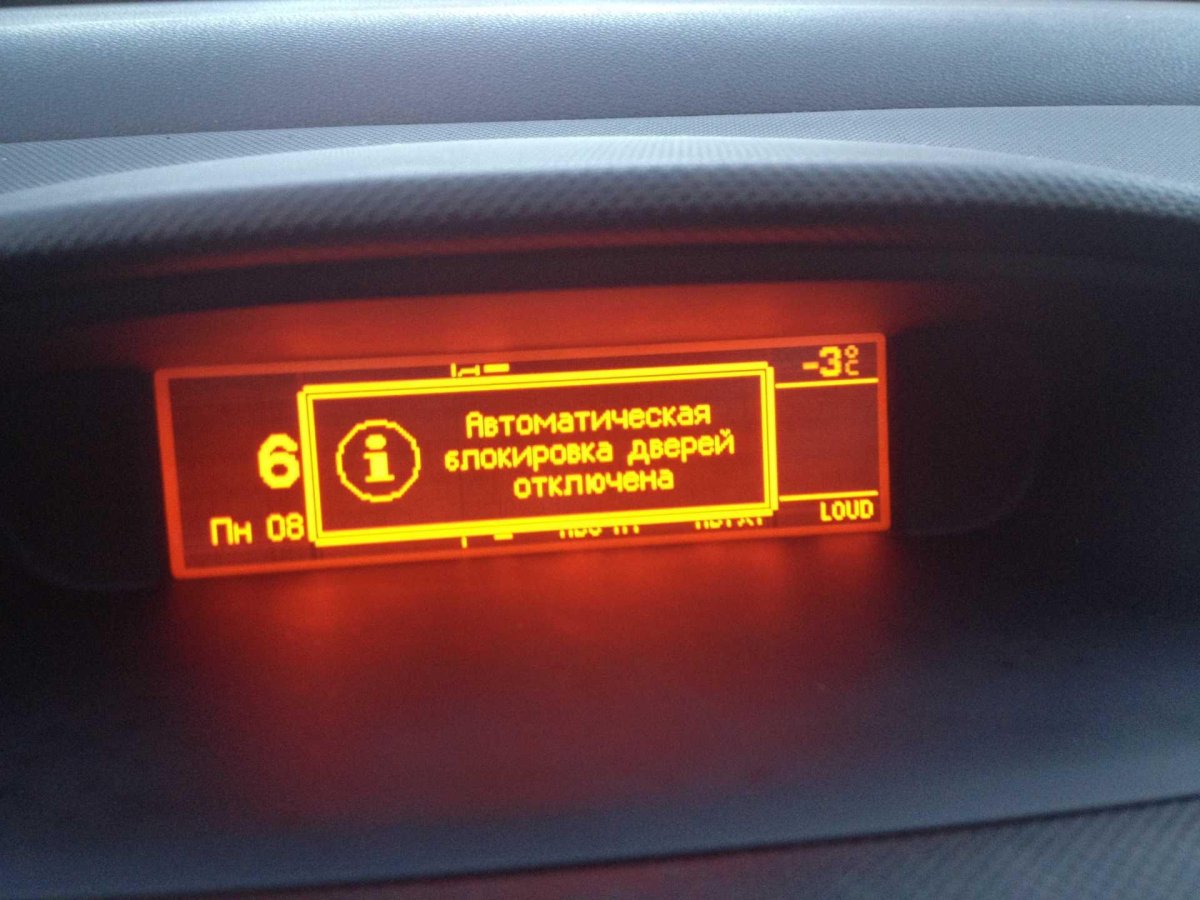 -3°C
Автоматическая
блокировка дверей
отключена
6
Пн 08
LOUD